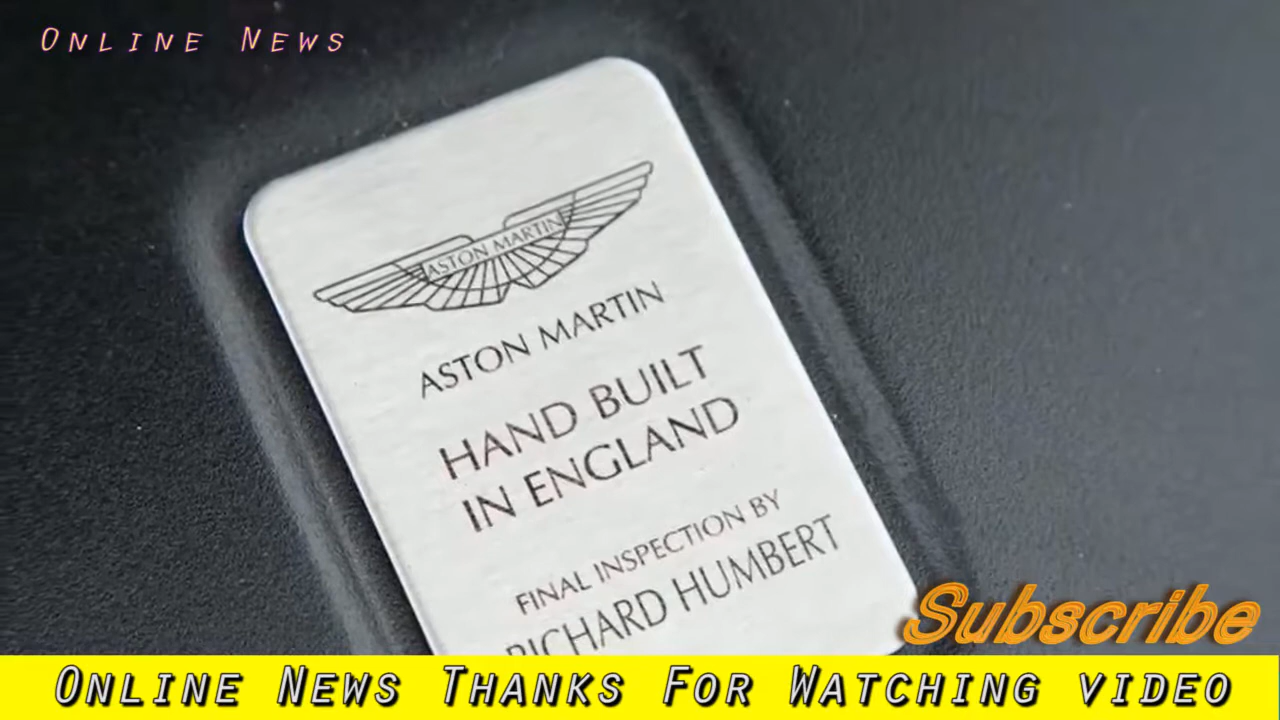 Online News
ASTON MARTIN
ASTON MARTIN
HAND BUILT
IN ENGLAND
FINAL INSPECTION BY
RICHARD HUMBERT
Subscribe
Online News Thanks For Watching video